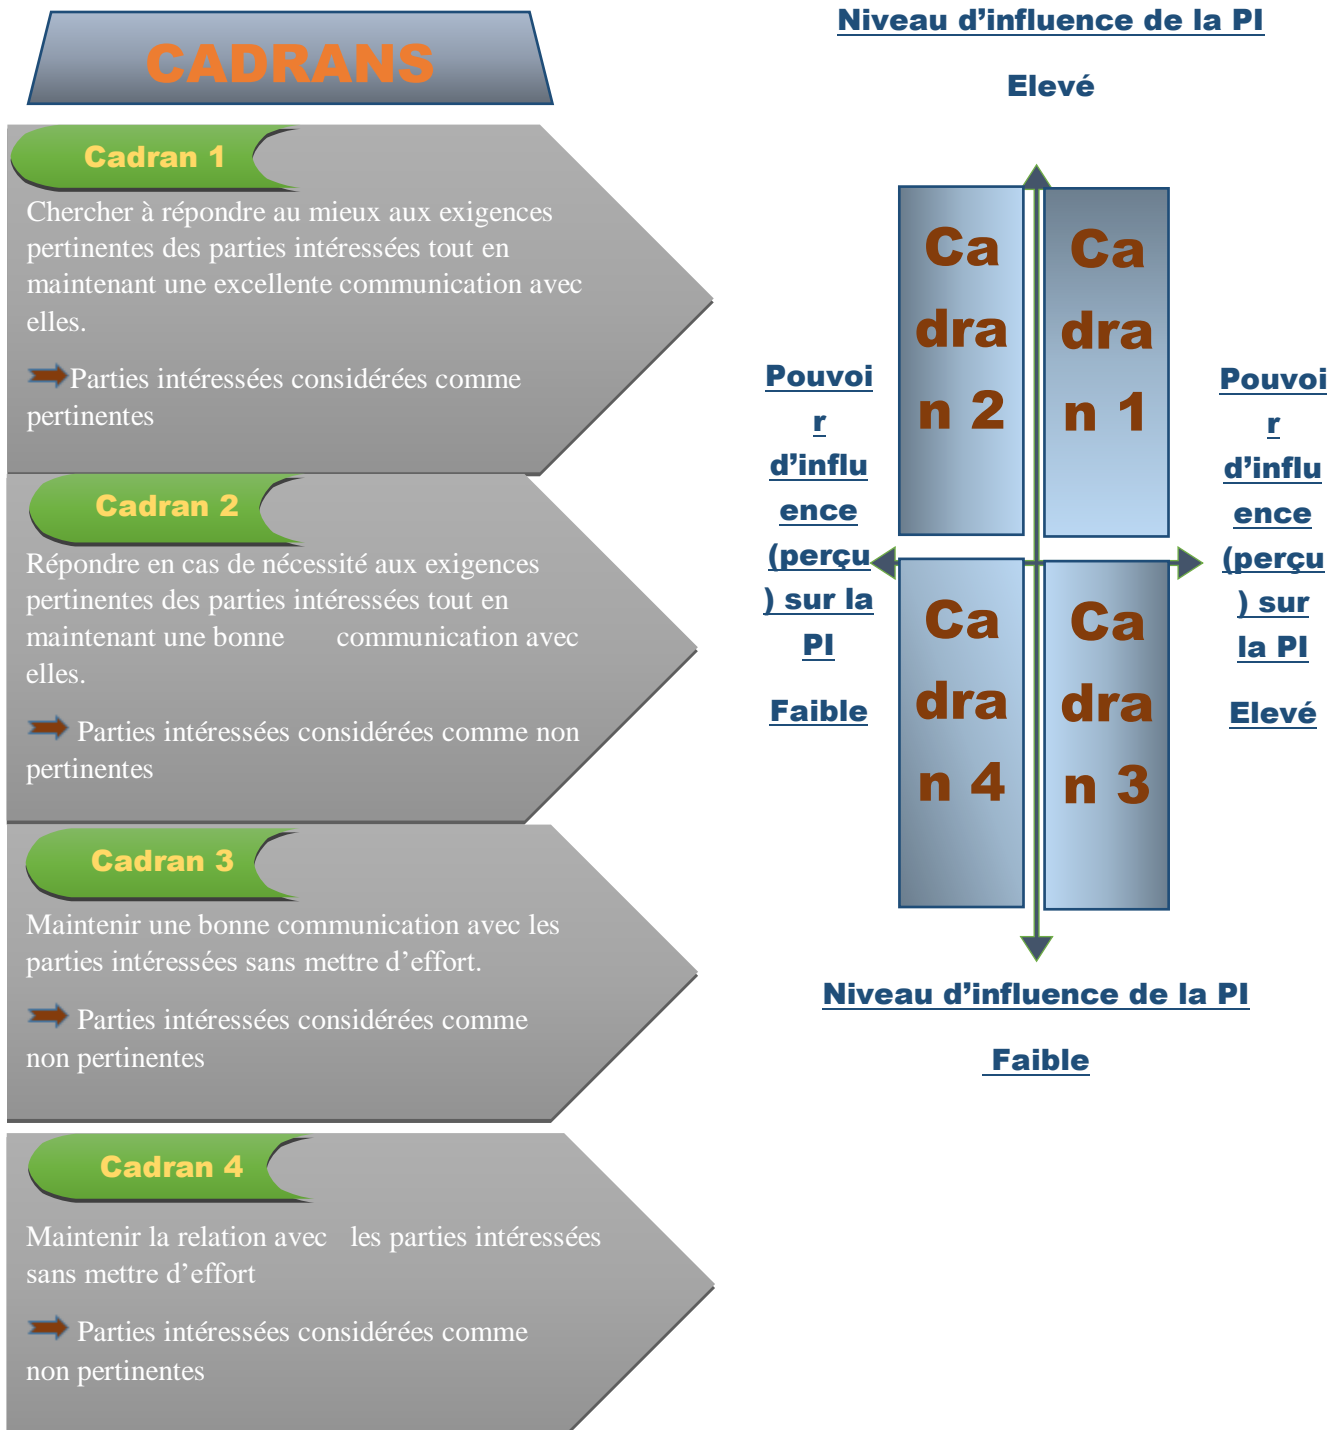 CADRANS
Cadran 1
Chercher à répondre au mieux aux exigences
pertinentes des parties intéressées tout en
maintenant une excellente communication avec
elles.
Parties intéressées considérées comme
pertinentes
Cadran 2
Répondre en cas de nécessité aux exigences
pertinentes des parties intéressées tout en
maintenant une bonne communication avec
elles.
Parties intéressées considérées comme non
pertinentes
Cadran 3
Maintenir une bonne communication avec les
parties intéressées sans mettre d’effort.
Parties intéressées considérées comme
non pertinentes
Cadran 4
Maintenir la relation avec les parties intéressées
sans mettre d’effort
Parties intéressées considérées comme
non pertinentes
Niveau d’influence de la PI
Elevé
Pouvoi
r
d’influ
ence
(perçu
) sur la
PI
Faible
Ca
dra
n 2
Ca
dra
n 1
Ca
dra
n 4
Ca
dra
n 3
Pouvoi
r
d’influ
ence
(perçu
) sur
la PI
Elevé
Niveau d’influence de la PI
Faible